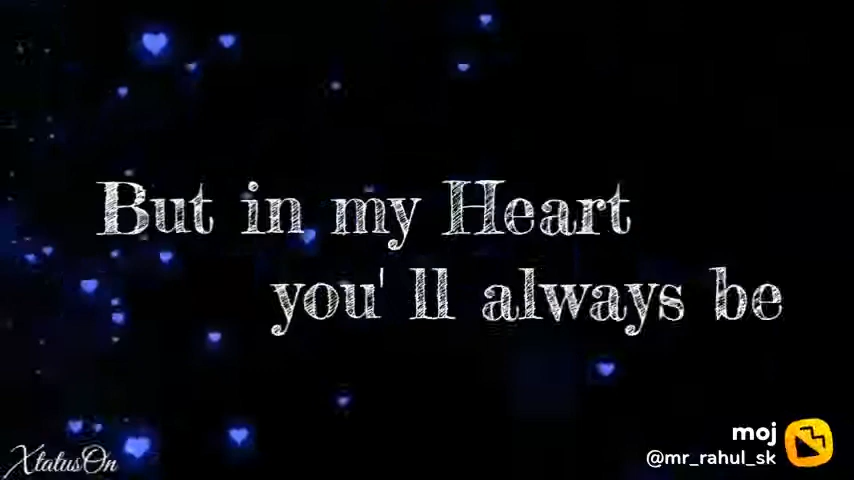 But in my Heart
you' ll always be
moj
@mr_rahul_sk
XtatusOn